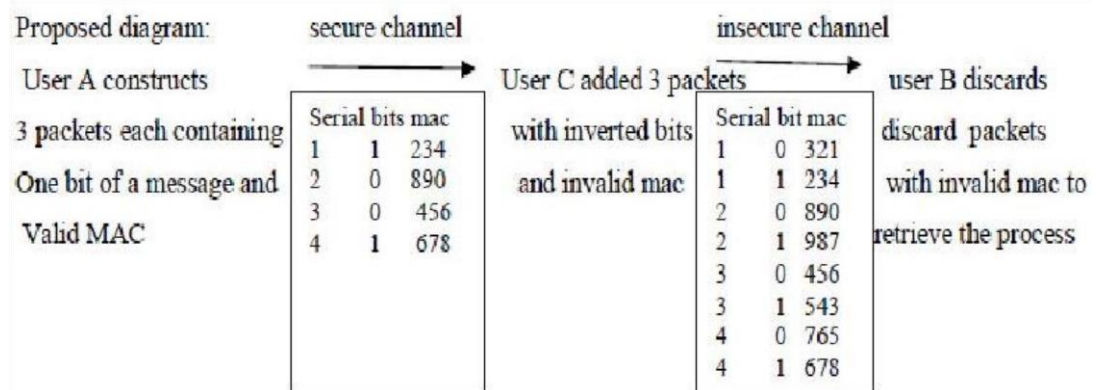 Proposed diagram:
secure channel
insecure channel
User A constructs
3 packets each containing
One bit of a message and
Valid MAC
Serial bits mac
1 1 234
2 0 890
3 0 456
4 1 678
User C added 3 packets
with inverted bits
and invalid mac
Serial bit mac
1 0 321
1 1 234
2 0 890
2 1 987
3 0 456
3 1 543
4 0 765
4 1 678
user B discards
discard packets
with invalid mac to
retrieve the process